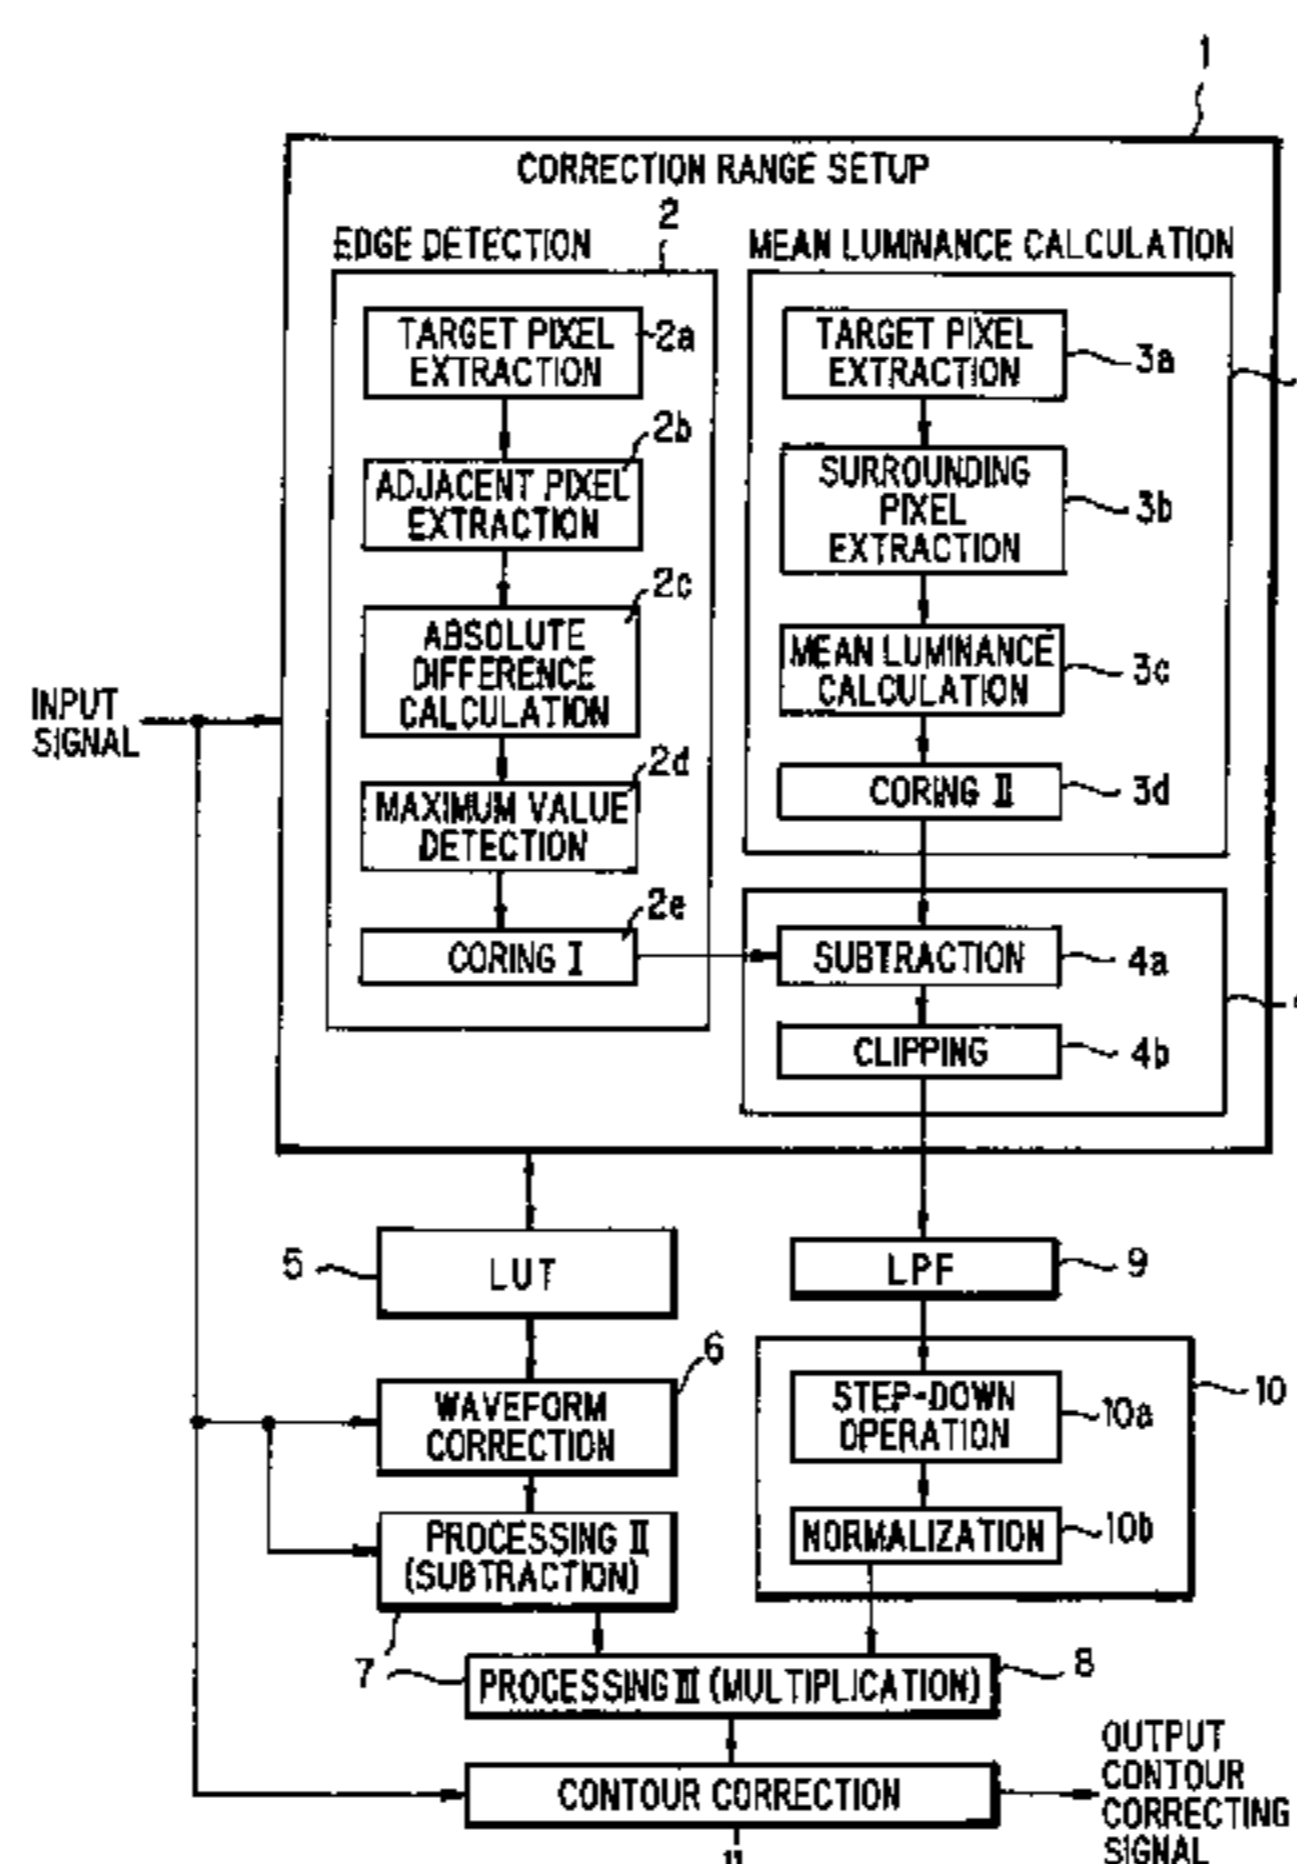 1
CORRECTION RANGE SETUP
2
EDGE DETECTION
MEAN LUMINANCE CALCULATION
TARGET PIXEL
EXTRACTION
2a
TARGET PIXEL
EXTRACTION
3a
2b
ADJACENT PIXEL
EXTRACTION
SURROUNDING
PIXEL
EXTRACTION
3b
2c
ABSOLUTE
DIFFERENCE
CALCULATION
MEAN LUMINANCE
CALCULATION
3c
INPUT
SIGNAL
2d
MAXIMUM VALUE
DETECTION
CORING II
3d
2e
CORING I
SUBTRACTION
4a
CLIPPING
4b
5
LUT
LPF
9
6
WAVEFORM
CORRECTION
STEP-DOWN
OPERATION
10a
10
PROCESSING II
(SUBTRACTION)
NORMALIZATION
10b
7
PROCESSING III (MULTIPLICATION)
8
CONTOUR CORRECTION
OUTPUT
CONTOUR
CORRECTING
SIGNAL